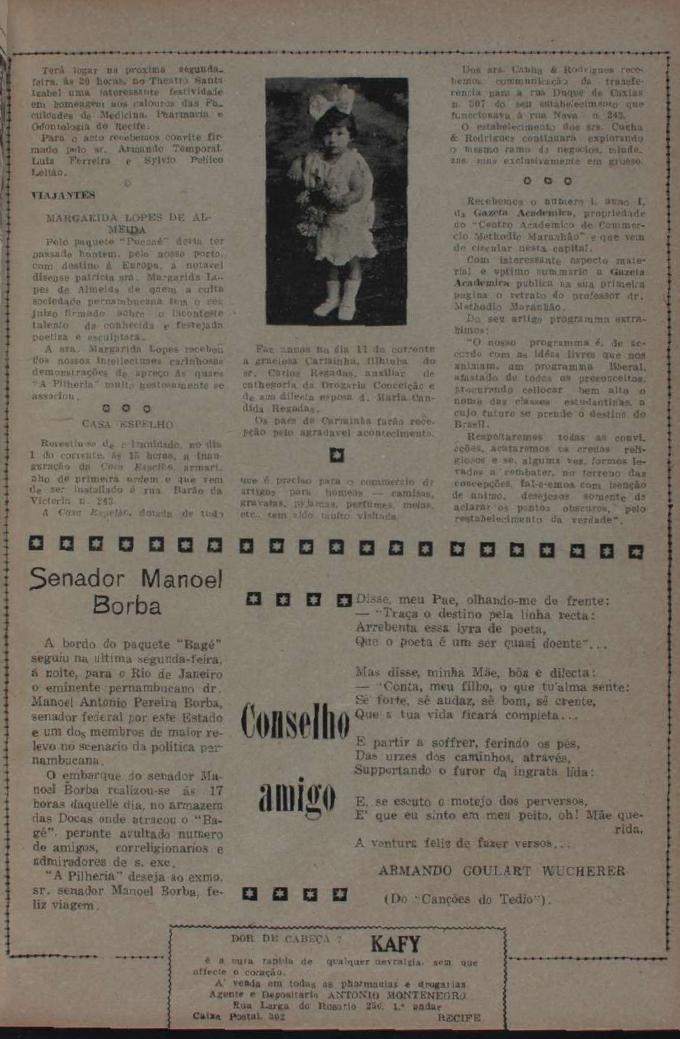 Terá logar na proxima segunda-
feira, ás 20 horas, no Theatro Santa
Izabel uma interessante festividade
em homenagem aos calouros das Fa-
culdades de Medicina, Pharmacia e
Odontologia do Recife.
Para o acto recebemos convite fir-
mado pelo sr. Armando Temporal,
Luiz Ferreira e Sylvio Pellico
Leitão.
VIAJANTES
MARGARIDA LOPES DE AL-
MEIDA
Pelo paquete "Poconé" devia ter
passado hontem, pelo nosso porto,
com destino á Europa, a notavel
diseuse patricia sra. Margarida Lo-
pes de Almeida de quem a culta
sociedade pernambucana tem o seu
juizo firmado sobre o inconteste
talento da conhecida e festejada
poetiza e esculptora.
A sra. Margarida Lopes recebeu
dos nossos intellectuaes carinhosas
demonstrações de apreço ás quaes
"A Pilheria" muito gostosamente se
associou.
CASA ESPELHO
Revestiu-se de solemnidade, no dia
1 do corrente, ás 15 horas, a inau-
guração da Casa Espelho, armari-
nho de primeira ordem e que vem
de ser installado á rua Barão da
Victoria n. 245.
A Casa Espelho, dotada de tudo
Faz annos no dia 11 do corrente
a graciosa Carminha, filhinha do
sr. Carlos Regadas, auxiliar de
cathegoria da Drogaria Conceição e
de sua dilecta esposa d. Maria Can-
dida Regadas.
Os paes de Carminha farão rece-
pção pelo agradavel acontecimento.
que é preciso para o commercio de
artigos para homens — camisas,
gravatas, pyjamas, perfumes, meias,
etc., tem sido muito visitada.
Dos srs. Cunha & Rodrigues rece-
bemos communicação da transfe-
rencia para a rua Duque de Caxias
n. 307 do seu estabelecimento que
funccionava á rua Nova n. 243.
O estabelecimento dos srs. Cunha
& Rodrigues continuará explorando
o mesmo ramo de negocios, miude-
zas, mas exclusivamente em grosso.
Recebemos o numero 1, anno I,
da Gazeta Academica, propriedade
do "Centro Academico de Commer-
cio Methodio Maranhão" e que vem
de circular nesta capital.
Com interessante aspecto mate-
rial e optimo summario a Gazeta
Academica publica na sua primeira
pagina o retrato do professor dr.
Methodio Maranhão.
Do seu artigo programma extra-
himos:
"O nosso programma é, de ac-
cordo com as idéas livres que nos
animam, um programma liberal,
afastado de todos os preconceitos,
procurando collocar bem alto o
nome das classes estudantinas, a
cujo futuro se prende o destino do
Brasil.
Respeitaremos todas as convi-
cções, acataremos os credos reli-
giosos e se, alguma vez, formos le-
vados a combater, no terreno das
concepções, fal-o-emos com isenção
de animo, desejosos somente de
aclarar os pontos obscuros, pelo
restabelecimento da verdade".
Senador Manoel
Borba
A bordo do paquete "Bagé"
seguiu na ultima segunda-feira,
á noite, para o Rio de Janeiro
o eminente pernambucano dr.
Manoel Antonio Pereira Borba,
senador federal por este Estado
e um dos membros de maior re-
levo no scenario da politica per-
nambucana.
O embarque do senador Ma-
noel Borba realizou-se ás 17
horas daquelle dia, no armazem
das Docas onde atracou o "Ba-
gé", perante avultado numero
de amigos, correligionarios e
admiradores de s. exc.
"A Pilheria" deseja ao exmo.
sr. senador Manoel Borba, fe-
liz viagem.
Conselho
amigo
Disse, meu Pae, olhando-me de frente:
— "Traça o destino pela linha recta:
Arrebenta essa lyra de poeta,
Que o poeta é um ser quasi doente"...
Mas disse, minha Mãe, bôa e dilecta:
— "Conta, meu filho, o que tu'alma sente:
Sê forte, sê audaz, sê bom, sê crente,
Que a tua vida ficará completa...
E partir a soffrer, ferindo os pés,
Das urzes dos caminhos, através,
Supportando o furor da ingrata lida:
E, se escuto o motejo dos perversos,
E' que eu sinto em meu peito, oh! Mãe que-
rida,
A ventura feliz de fazer versos...
ARMANDO GOULART WUCHERER
(Do "Canções do Tedio").
DOR DE CABEÇA ? KAFY
é a cura rapida de qualquer nevralgia, sem que
affecte o coração.
A' venda em todas as pharmacias e drogarias
Agente e Depositario ANTONIO MONTENEGRO
Rua Larga do Rosario 250, 1.º andar
Caixa Postal, 302 RECIFE